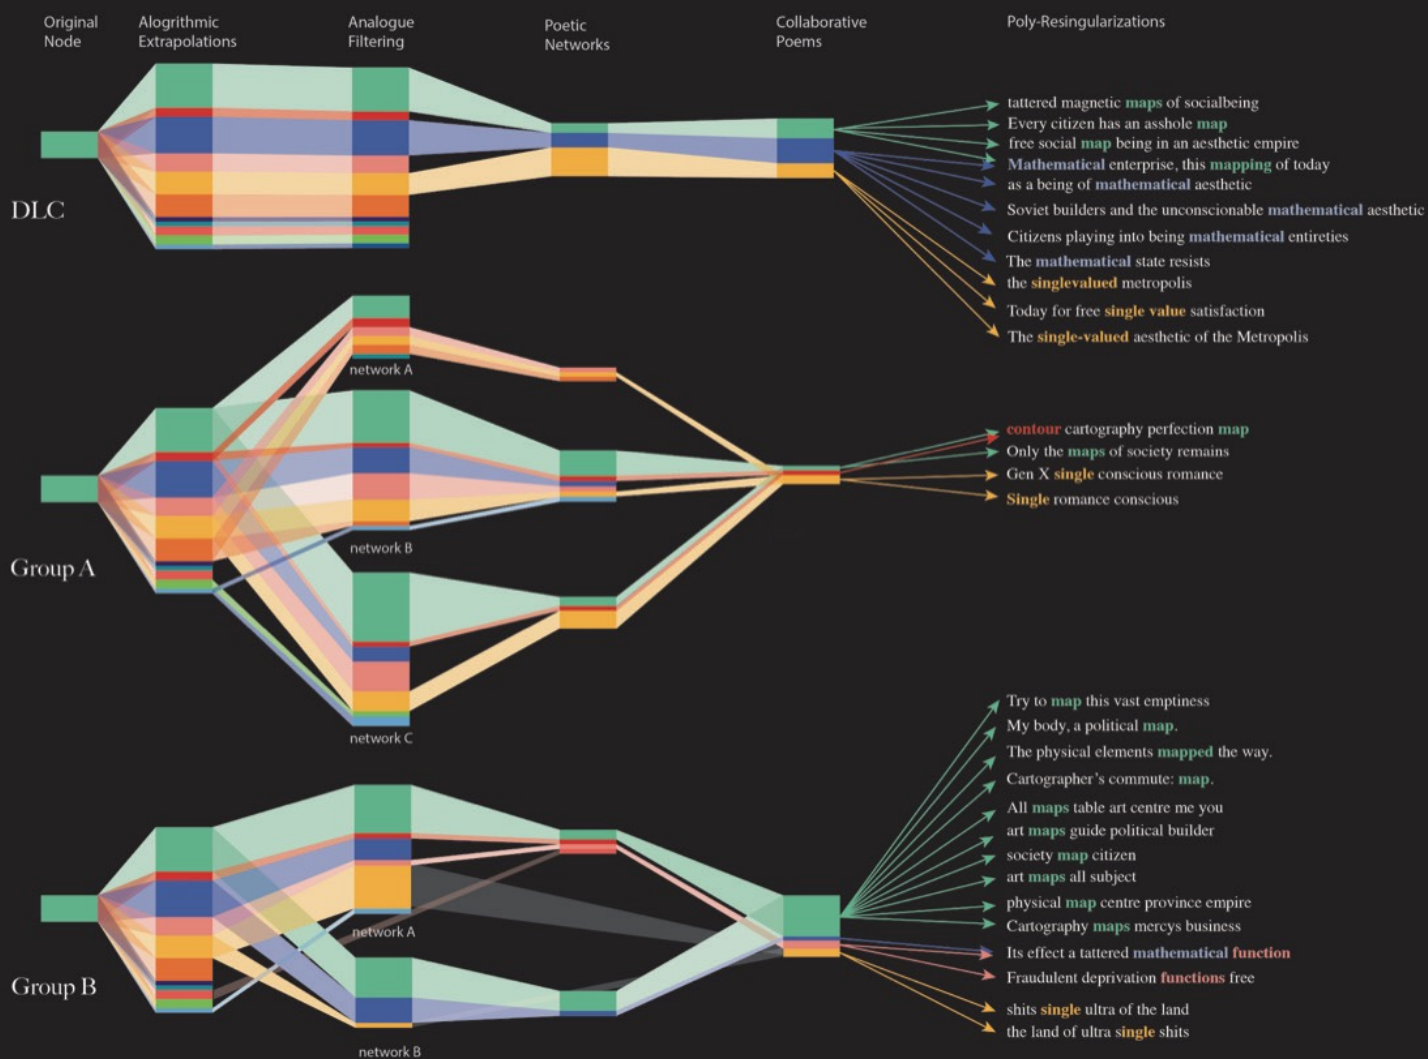 Original
Node
Alogrithmic
Extrapolations
Analogue
Filtering
Poetic
Networks
Collaborative
Poems
Poly-Resingularizations
DLC
tattered magnetic maps of socialbeing
Every citizen has an asshole map
free social map being in an aesthetic empire
Mathematical enterprise, this mapping of today
as a being of mathematical aesthetic
Soviet builders and the unconscionable mathematical aesthetic
Citizens playing into being mathematical entireties
The mathematical state resists
the singlevalued metropolis
Today for free single value satisfaction
The single-valued aesthetic of the Metropolis
Group A
network A
network B
network C
contour cartography perfection map
Only the maps of society remains
Gen X single conscious romance
Single romance conscious
Group B
network A
network B
Try to map this vast emptiness
My body, a political map.
The physical elements mapped the way.
Cartographer's commute: map.
All maps table art centre me you
art maps guide political builder
society map citizen
art maps all subject
physical map centre province empire
Cartography maps mercys business
Its effect a tattered mathematical function
Fraudulent deprivation functions free
shits single ultra of the land
the land of ultra single shits